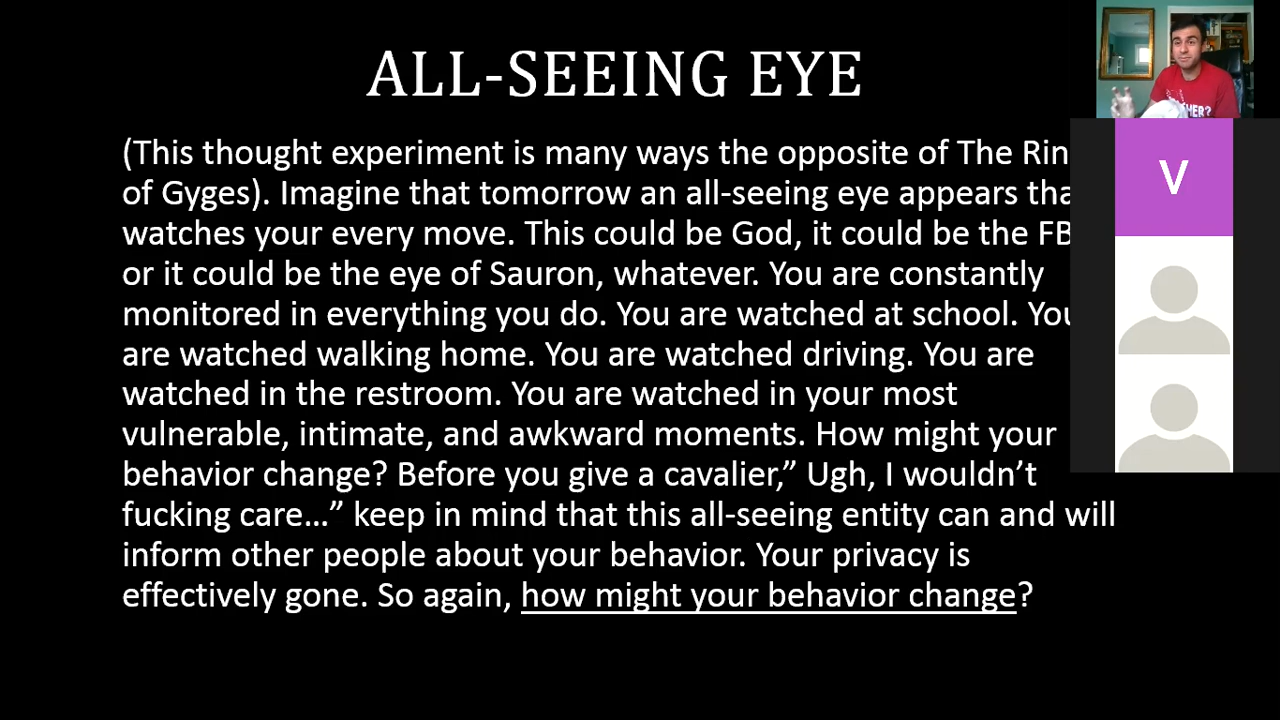 ALL-SEEING EYE
(This thought experiment is many ways the opposite of The Rin
of Gyges). Imagine that tomorrow an all-seeing eye appears tha
watches your every move. This could be God, it could be the FB
or it could be the eye of Sauron, whatever. You are constantly
monitored in everything you do. You are watched at school. You
are watched walking home. You are watched driving. You are
watched in the restroom. You are watched in your most
vulnerable, intimate, and awkward moments. How might your
behavior change? Before you give a cavalier,” Ugh, I wouldn’t
fucking care…” keep in mind that this all-seeing entity can and will
inform other people about your behavior. Your privacy is
effectively gone. So again, how might your behavior change?
V